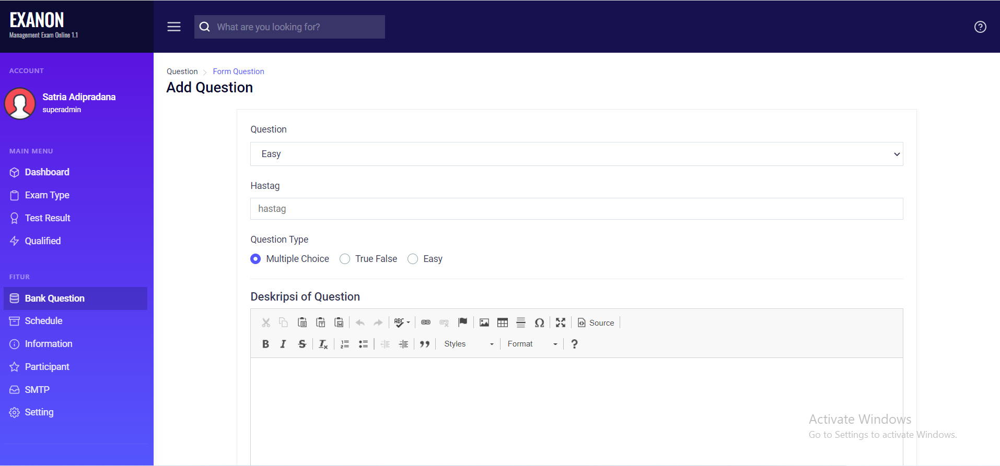 EXANON
Management Exam Online 1.1
What are you looking for?
ACCOUNT
Satria Adipradana
superadmin
MAIN MENU
Dashboard
Exam Type
Test Result
Qualified
FITUR
Bank Question
Schedule
Information
Participant
SMTP
Setting
Question Form Question
Add Question
Question
Easy
Hastag
hastag
Question Type
Multiple Choice True False Easy
Deskripsi of Question
ABC Source
B I S Styles Format ?
Activate Windows
Go to Settings to activate Windows.